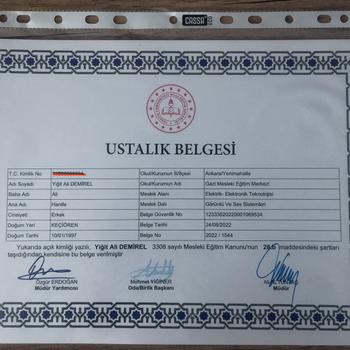 CASSA
USTALIK BELGESİ
T.C. Kimlik No Okul/Kurumun İli/İlçesi Ankara/Yenimahalle
Adı Soyadı Yiğit Ali DEMİREL Okul/Kurumun Adı Gazi Mesleki Eğitim Merkezi
Baba Adı Ali Meslek Alanı Elektrik- Elektronik Teknolojisi
Ana Adı Hanife Meslek Dalı Görüntü Ve Ses Sistemleri
Cinsiyeti Erkek Belge Güvenlik No 123335020220001069534
Doğum Yeri KEÇİÖREN Belge Tarihi 24/08/2022
Doğum Tarihi 10/01/1997 Belge No 2022 / 1544
Yukarıda açık kimliği yazılı, Yiğit Ali DEMİREL 3308 sayılı Mesleki Eğitim Kanunu'nun 28.b maddesindeki şartları
taşıdığından kendisine bu belge verilmiştir
Özgür ERDOĞAN Mehmet YİĞİNER
Müdür Yardımcısı Oda/Birlik Başkanı Müdür